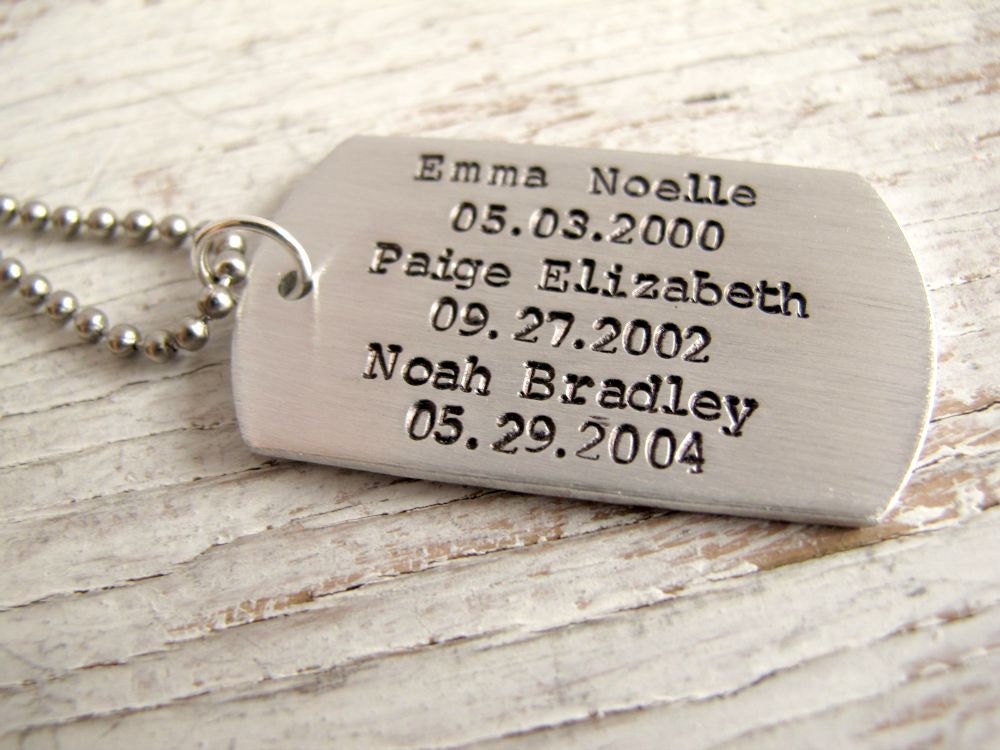 Emma Noelle
05.03.2000
Paige Elizabeth
09.27.2002
Noah Bradley
05.29.2004